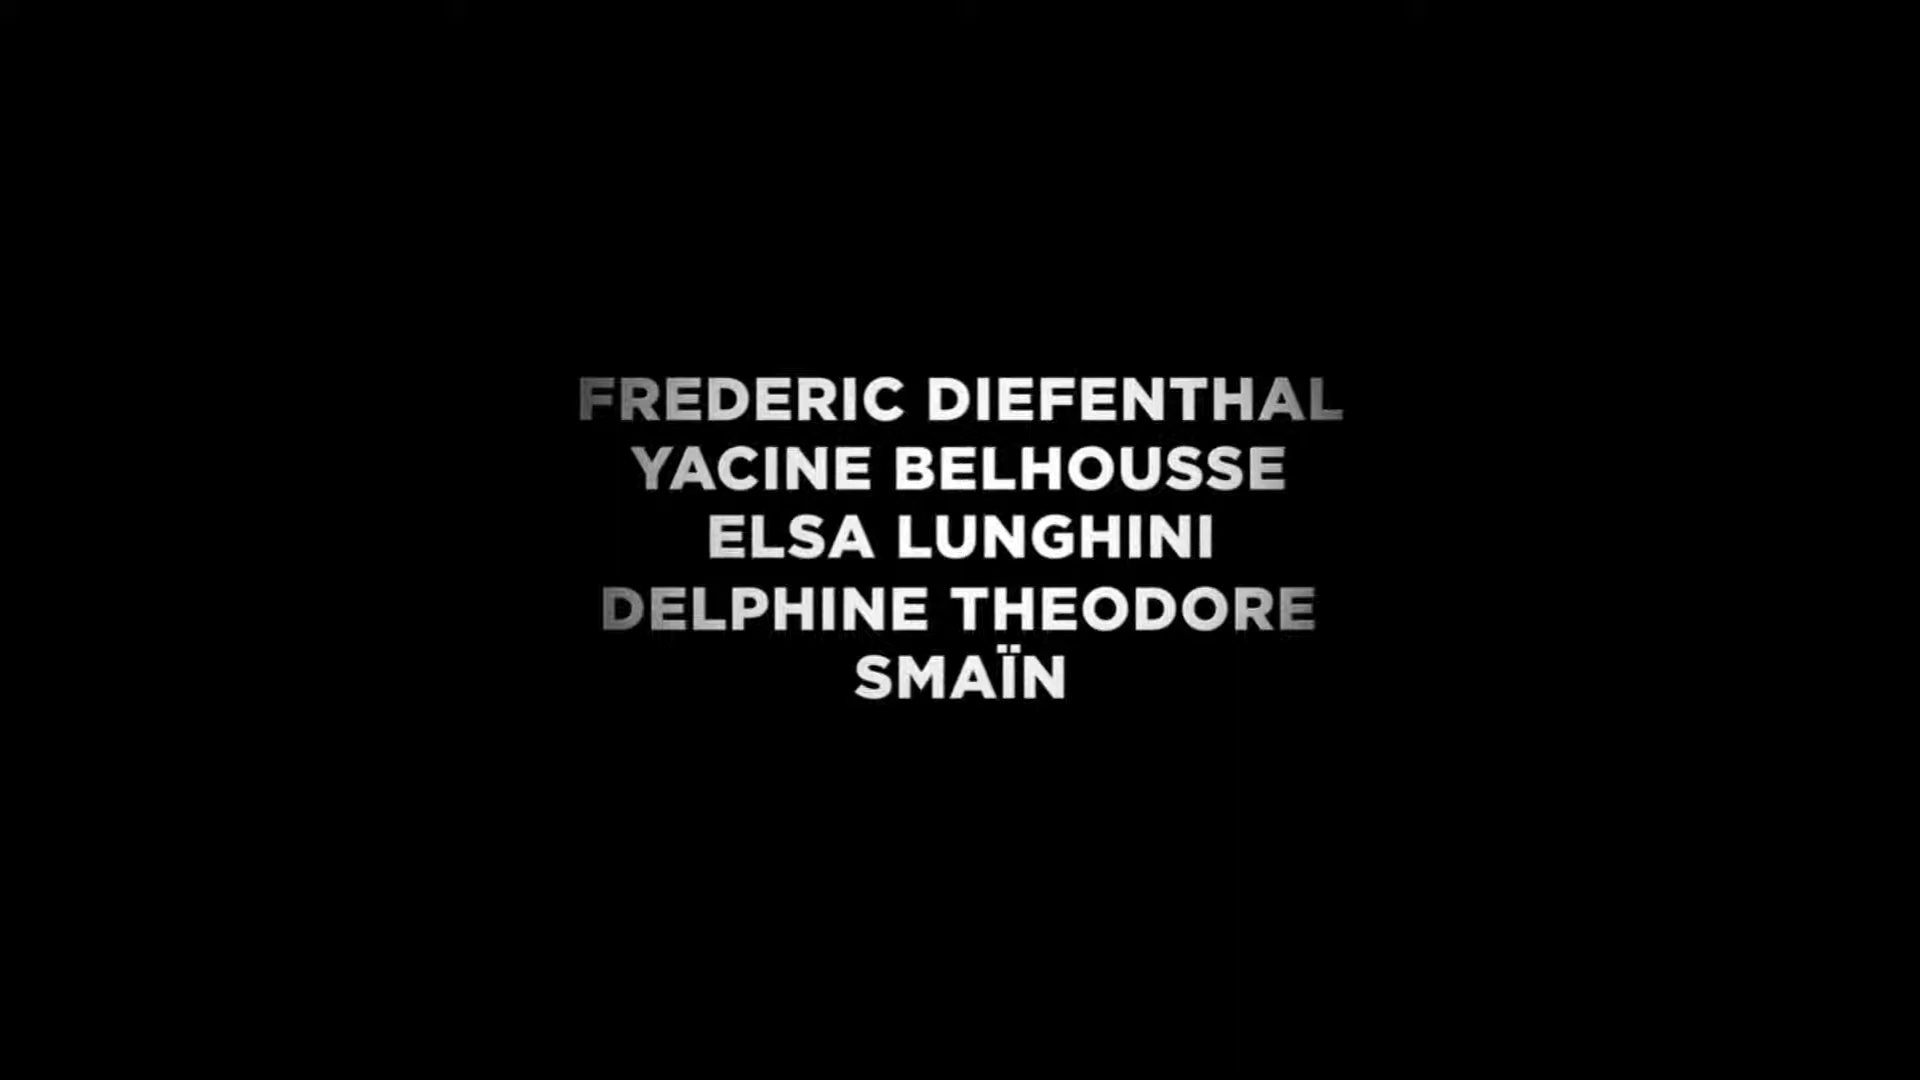 FREDERIC DIEFENTHAL
YACINE BELHOUSSE
ELSA LUNGHINI
DELPHINE THEODORE
SMAÏN